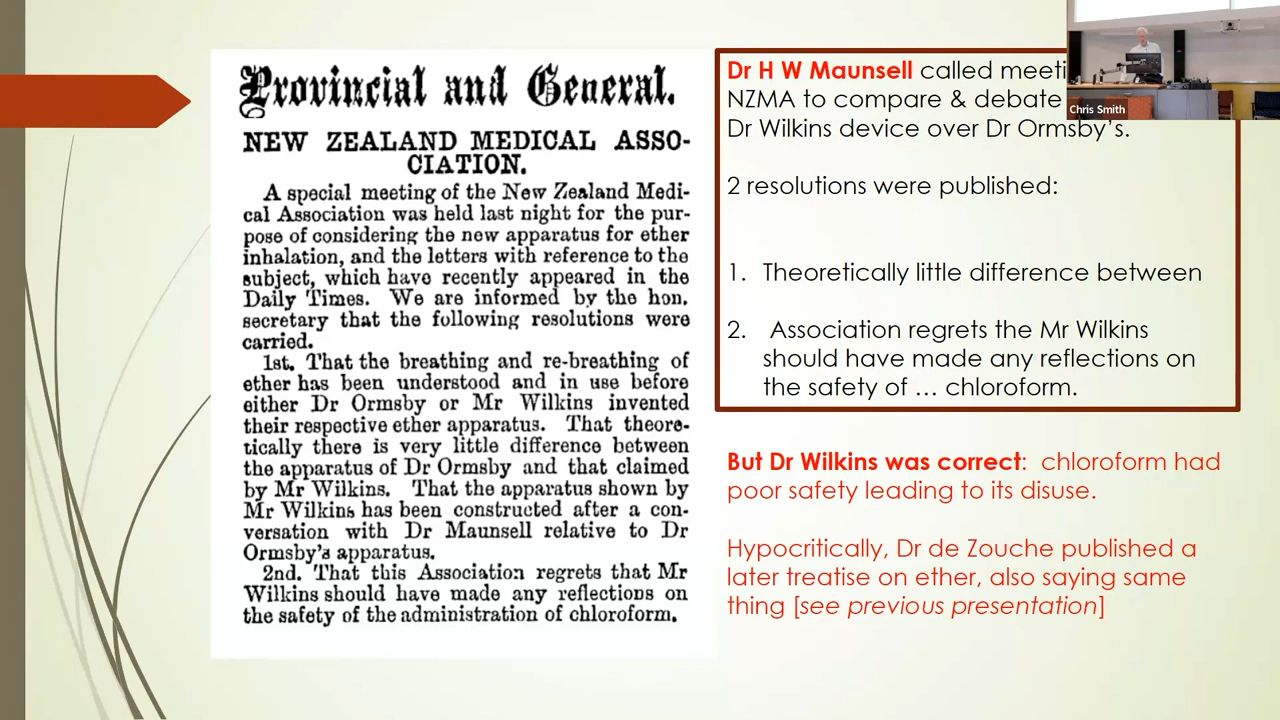 Provincial and General.
NEW ZEALAND MEDICAL ASSO-
CIATION.
A special meeting of the New Zealand Medi-
cal Association was held last night for the pur-
pose of considering the new apparatus for ether
inhalation, and the letters with reference to the
subject, which have recently appeared in the
Daily Times. We are informed by the hon.
secretary that the following resolutions were
carried.
1st. That the breathing and re-breathing of
ether has been understood and in use before
either Dr Ormsby or Mr Wilkins invented
their respective ether apparatus. That theore-
tically there is very little difference between
the apparatus of Dr Ormsby and that claimed
by Mr Wilkins. That the apparatus shown by
Mr Wilkins has been constructed after a con-
versation with Dr Maunsell relative to Dr
Ormsby's apparatus.
2nd. That this Association regrets that Mr
Wilkins should have made any reflections on
the safety of the administration of chloroform.
Dr H W Maunsell called meeti
NZMA to compare & debate
Dr Wilkins device over Dr Ormsby's.
2 resolutions were published:
1. Theoretically little difference between
2. Association regrets the Mr Wilkins
should have made any reflections on
the safety of … chloroform.
But Dr Wilkins was correct: chloroform had
poor safety leading to its disuse.
Hypocritically, Dr de Zouche published a
later treatise on ether, also saying same
thing [see previous presentation]
Chris Smith